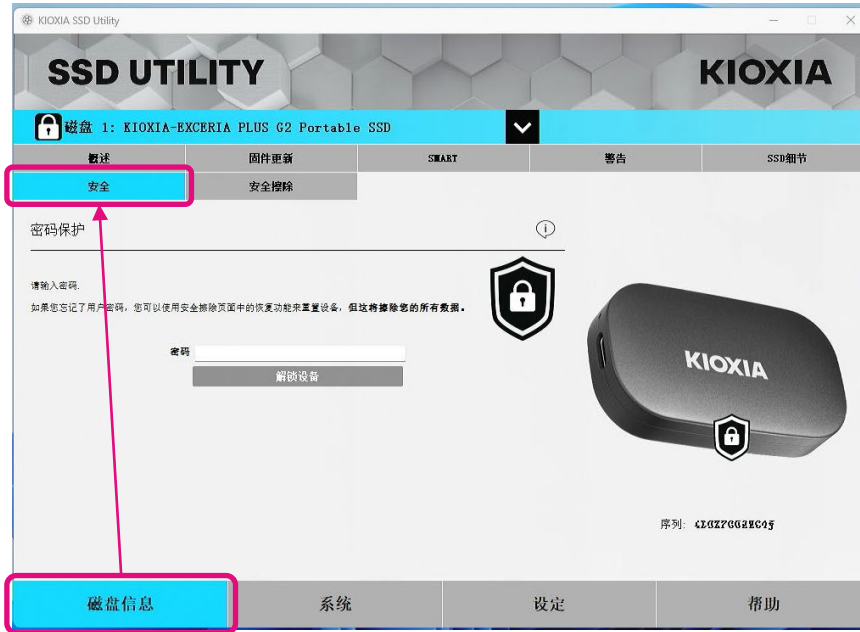 KIOXIA SSD Utility
SSD UTILITY
KIOXIA
磁盘 1: KIOXIA-EXCERIA PLUS G2 Portable SSD
概述 固件更新 SMART 警告 SSD细节
安全 安全擦除
密码保护
请输入密码.
如果您忘记了用户密码，您可以使用安全擦除页面中的恢复功能来重置设备，但这将擦除您的所有数据。
密码
解锁设备
KIOXIA
序列:
磁盘信息 系统 设定 帮助